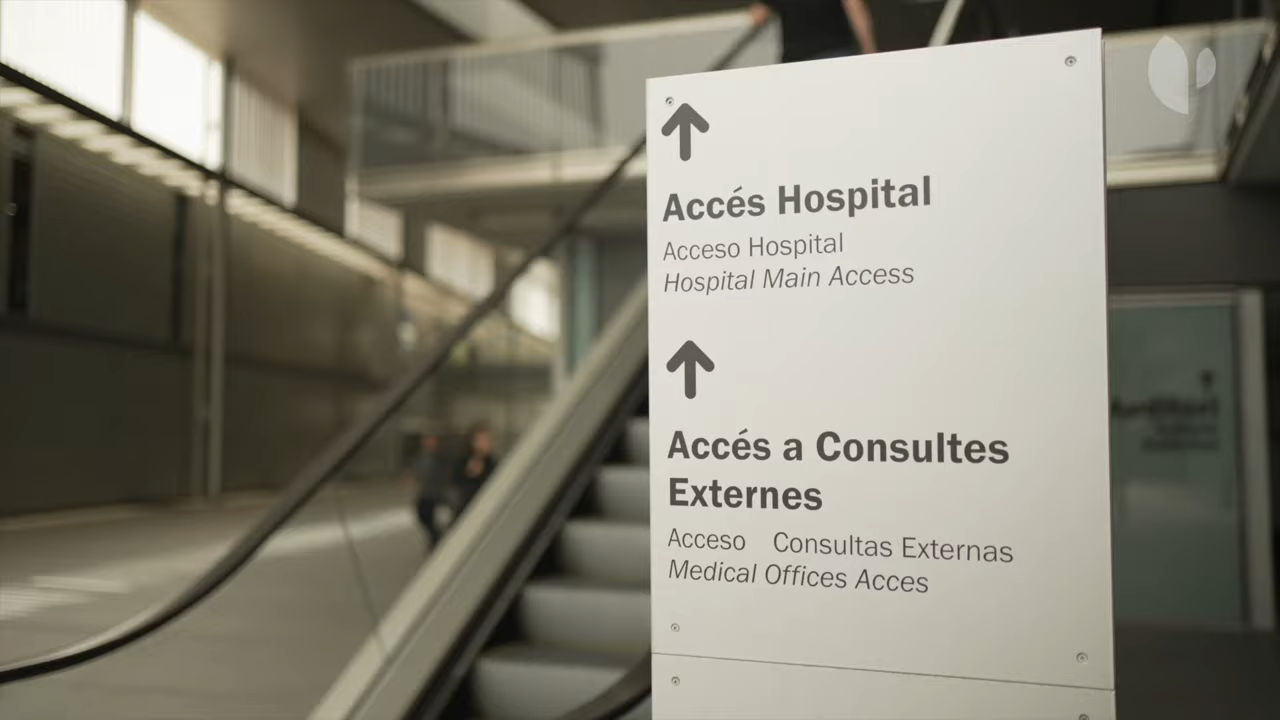 Accés Hospital
Acceso Hospital
Hospital Main Access
Accés a Consultes
Externes
Acceso Consultas Externas
Medical Offices Acces